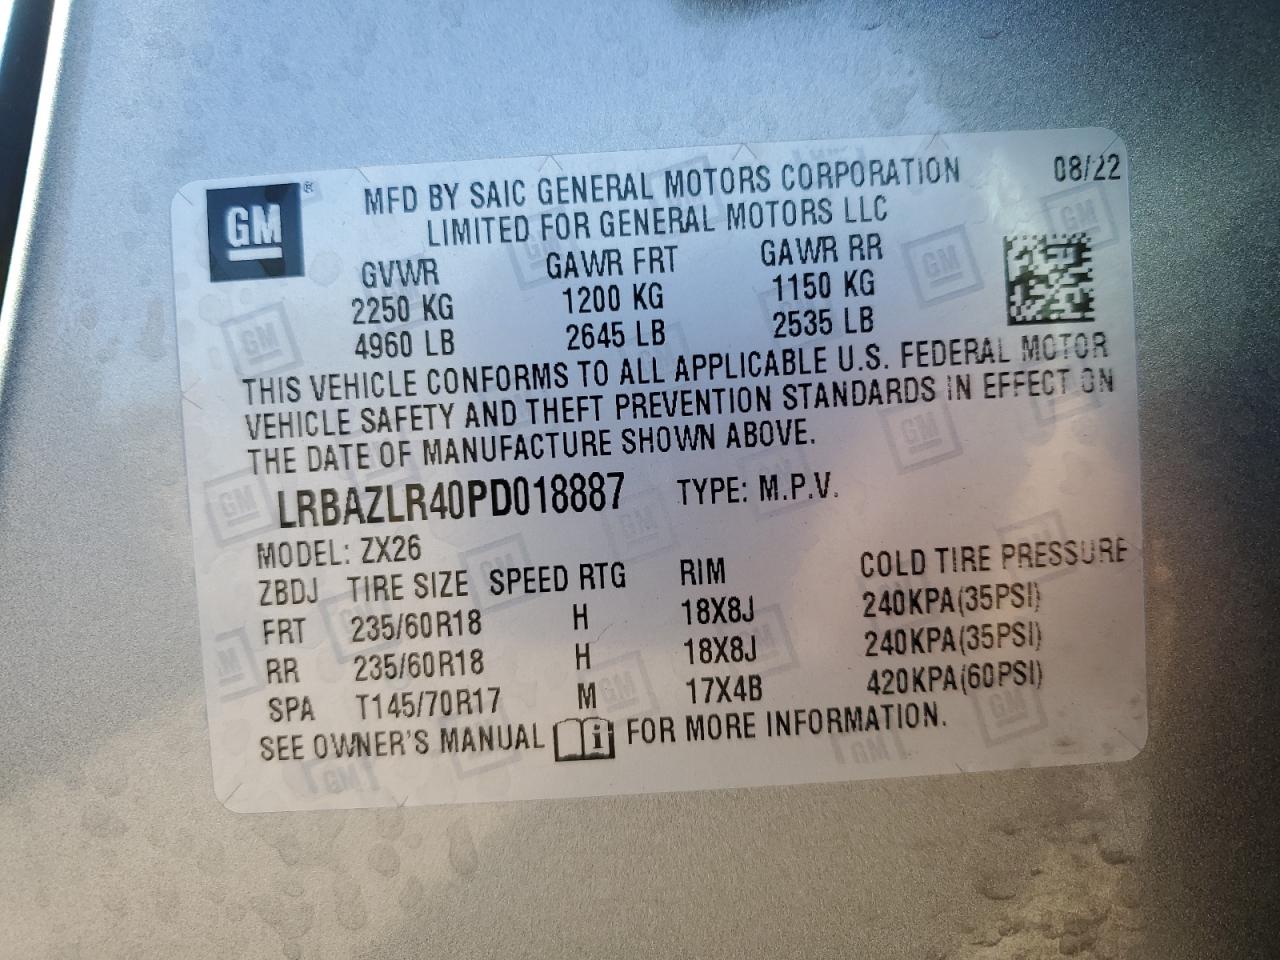 GM ®
08/22
MFD BY SAIC GENERAL MOTORS CORPORATION
LIMITED FOR GENERAL MOTORS LLC
GVWR GAWR FRT GAWR RR
2250 KG 1200 KG 1150 KG
4960 LB 2645 LB 2535 LB
THIS VEHICLE CONFORMS TO ALL APPLICABLE U.S. FEDERAL MOTOR
VEHICLE SAFETY AND THEFT PREVENTION STANDARDS IN EFFECT ON
THE DATE OF MANUFACTURE SHOWN ABOVE.
LRBAZLR40PD018887 TYPE: M.P.V.
MODEL: ZX26
ZBDJ TIRE SIZE SPEED RTG RIM COLD TIRE PRESSURE
FRT 235/60R18 H 18X8J 240KPA(35PSI)
RR 235/60R18 H 18X8J 240KPA(35PSI)
SPA T145/70R17 M 17X4B 420KPA(60PSI)
SEE OWNER'S MANUAL i FOR MORE INFORMATION.